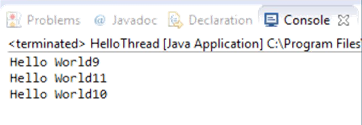 Problems @ Javadoc Declaration Console
<terminated> HelloThread [Java Application] C:\Program Files\
Hello World9
Hello World11
Hello World10